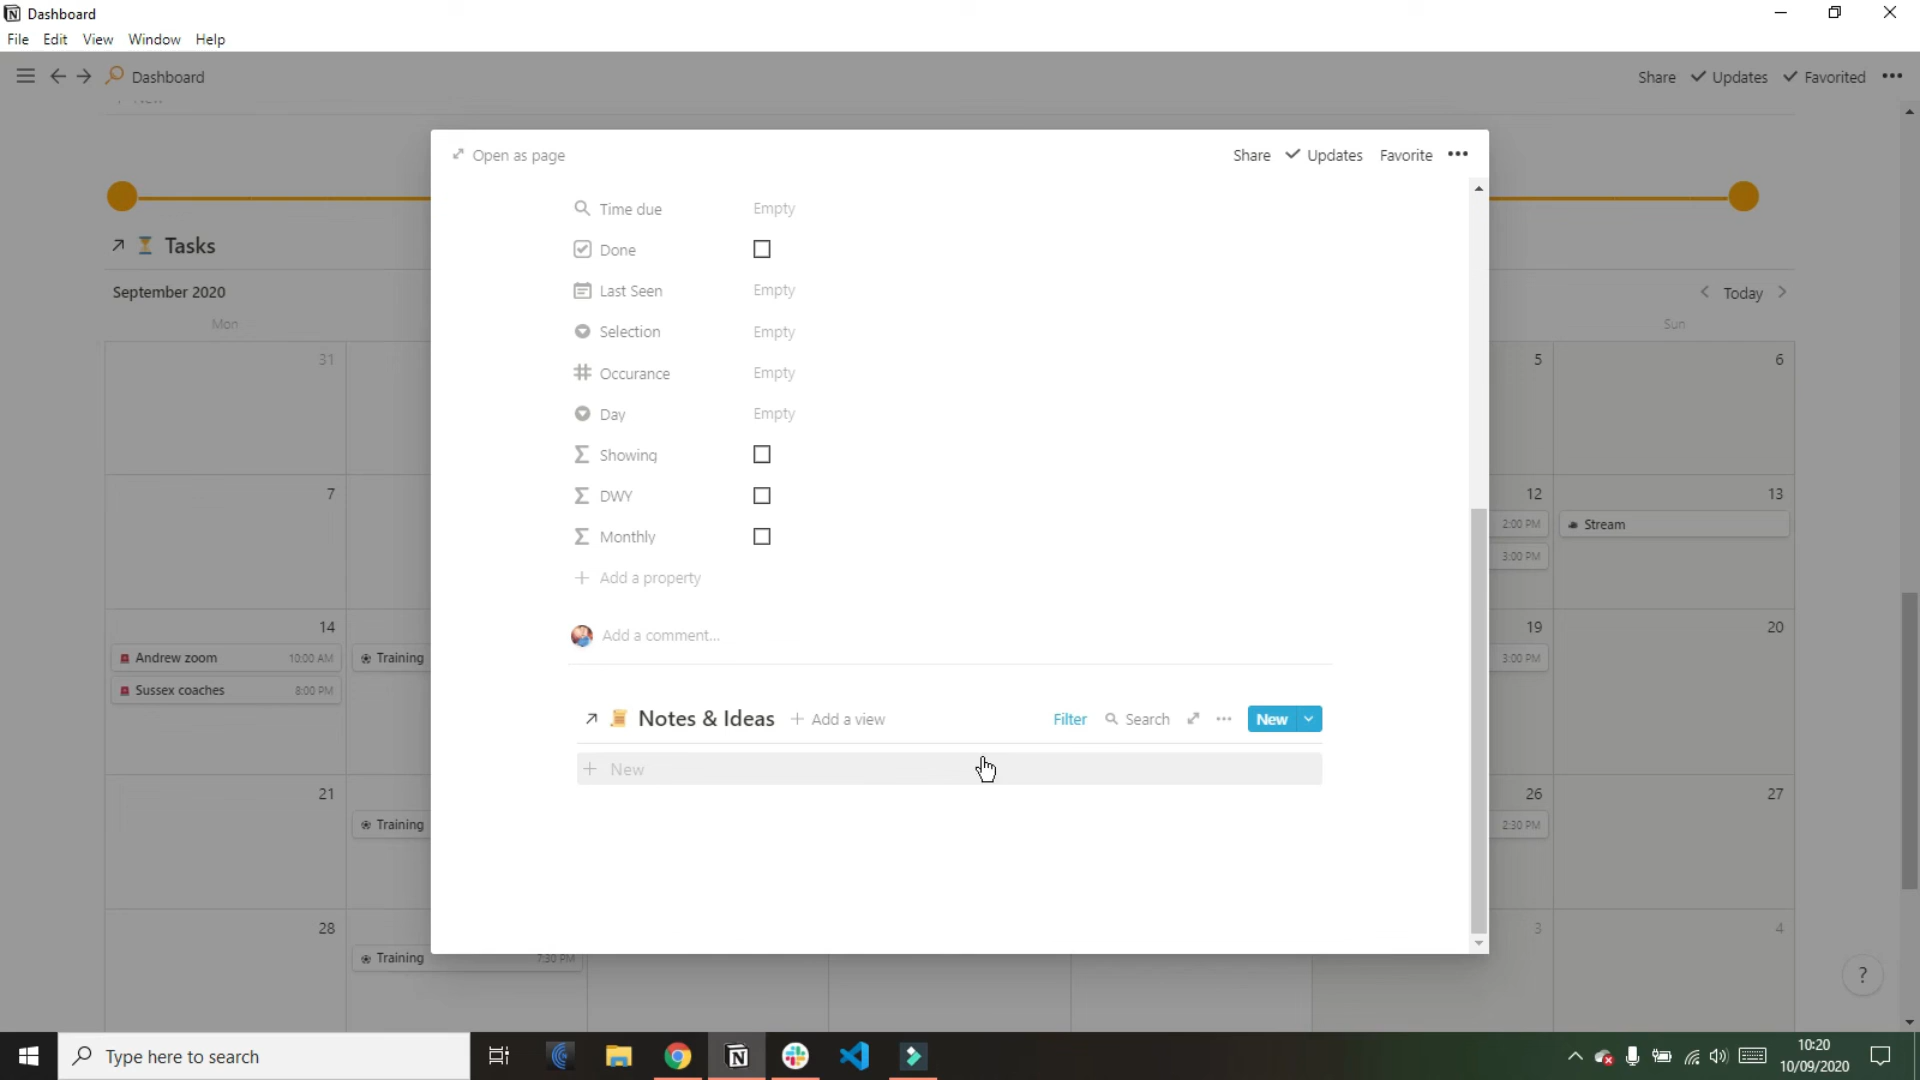 Dashboard
File Edit View Window Help
Dashboard
Share Updates Favorited
New
Open as page
Share Updates Favorite
Time due Empty
Done
Last Seen Empty
Selection Empty
Occurance Empty
Day Empty
Showing
DWY
Monthly
Add a property
Add a comment...
Notes & Ideas Add a view
Filter Search New
New
Tasks
September 2020
Today
Mon
Sun
31
5
6
7
12
13
2:00 PM
Stream
3:00 PM
14
19
20
Andrew zoom 10:00 AM
Training
3:00 PM
Sussex coaches 8:00 PM
21
26
27
Training
2:30 PM
28
3
4
Training 7:30 PM
?
Type here to search
10:20
10/09/2020